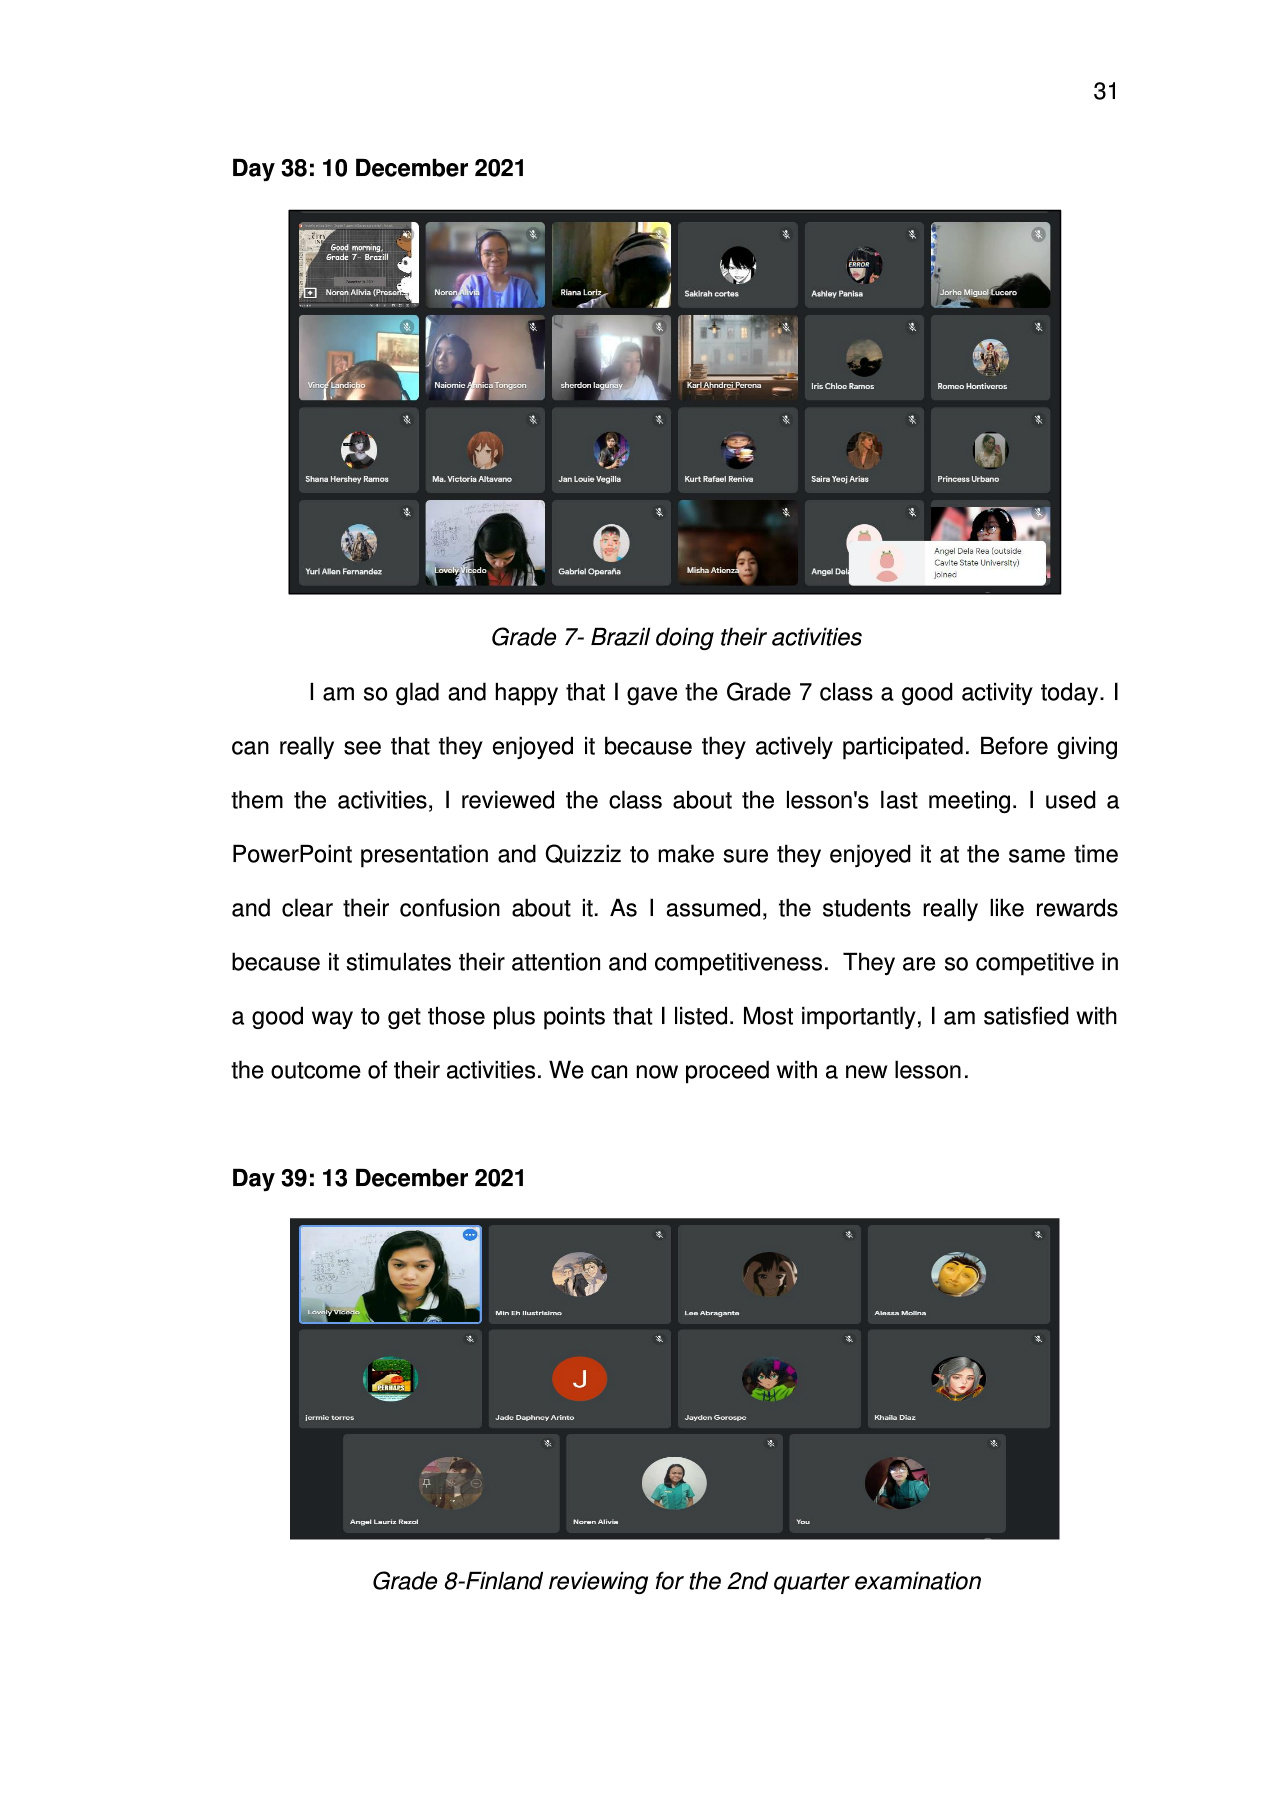 31
Day 38: 10 December 2021
Good morning,
Grade 7- Brazil!
Noren Alivia (Presen...
Noren Alivia
Riana Loriz
Sakirah cortes
Ashley Panisa
Jorhe Miguel Lucero
ERROR
Vince Landicho
Naiomie Annica Tongson
sherdon lagunay
Karl Ahndrei Perena
Iris Chloe Ramos
Romeo Hontiveros
Shana Hershey Ramos
Ma. Victoria Altavano
Jan Louie Vegilla
Kurt Rafael Reniva
Saira Yeoj Arias
Princess Urbano
Yuri Allen Fernandez
Lovely Vicedo
Gabriel Operaña
Misha Atienza
Angel Dela
Angel Dela Rea (outside
Cavite State University)
joined
Grade 7- Brazil doing their activities
I am so glad and happy that I gave the Grade 7 class a good activity today. I
can really see that they enjoyed it because they actively participated. Before giving
them the activities, I reviewed the class about the lesson's last meeting. I used a
PowerPoint presentation and Quizziz to make sure they enjoyed it at the same time
and clear their confusion about it. As I assumed, the students really like rewards
because it stimulates their attention and competitiveness.  They are so competitive in
a good way to get those plus points that I listed. Most importantly, I am satisfied with
the outcome of their activities. We can now proceed with a new lesson.
Day 39: 13 December 2021
Lovely Vicedo
Min Eh Ilustrisimo
Lee Abragante
Alessa Molina
PERHAPS
J
jermie torres
Jade Daphney Arinto
Jayden Gorospe
Khaila Diaz
Angel Lauriz Razol
Noren Alivia
You
Grade 8-Finland reviewing for the 2nd quarter examination